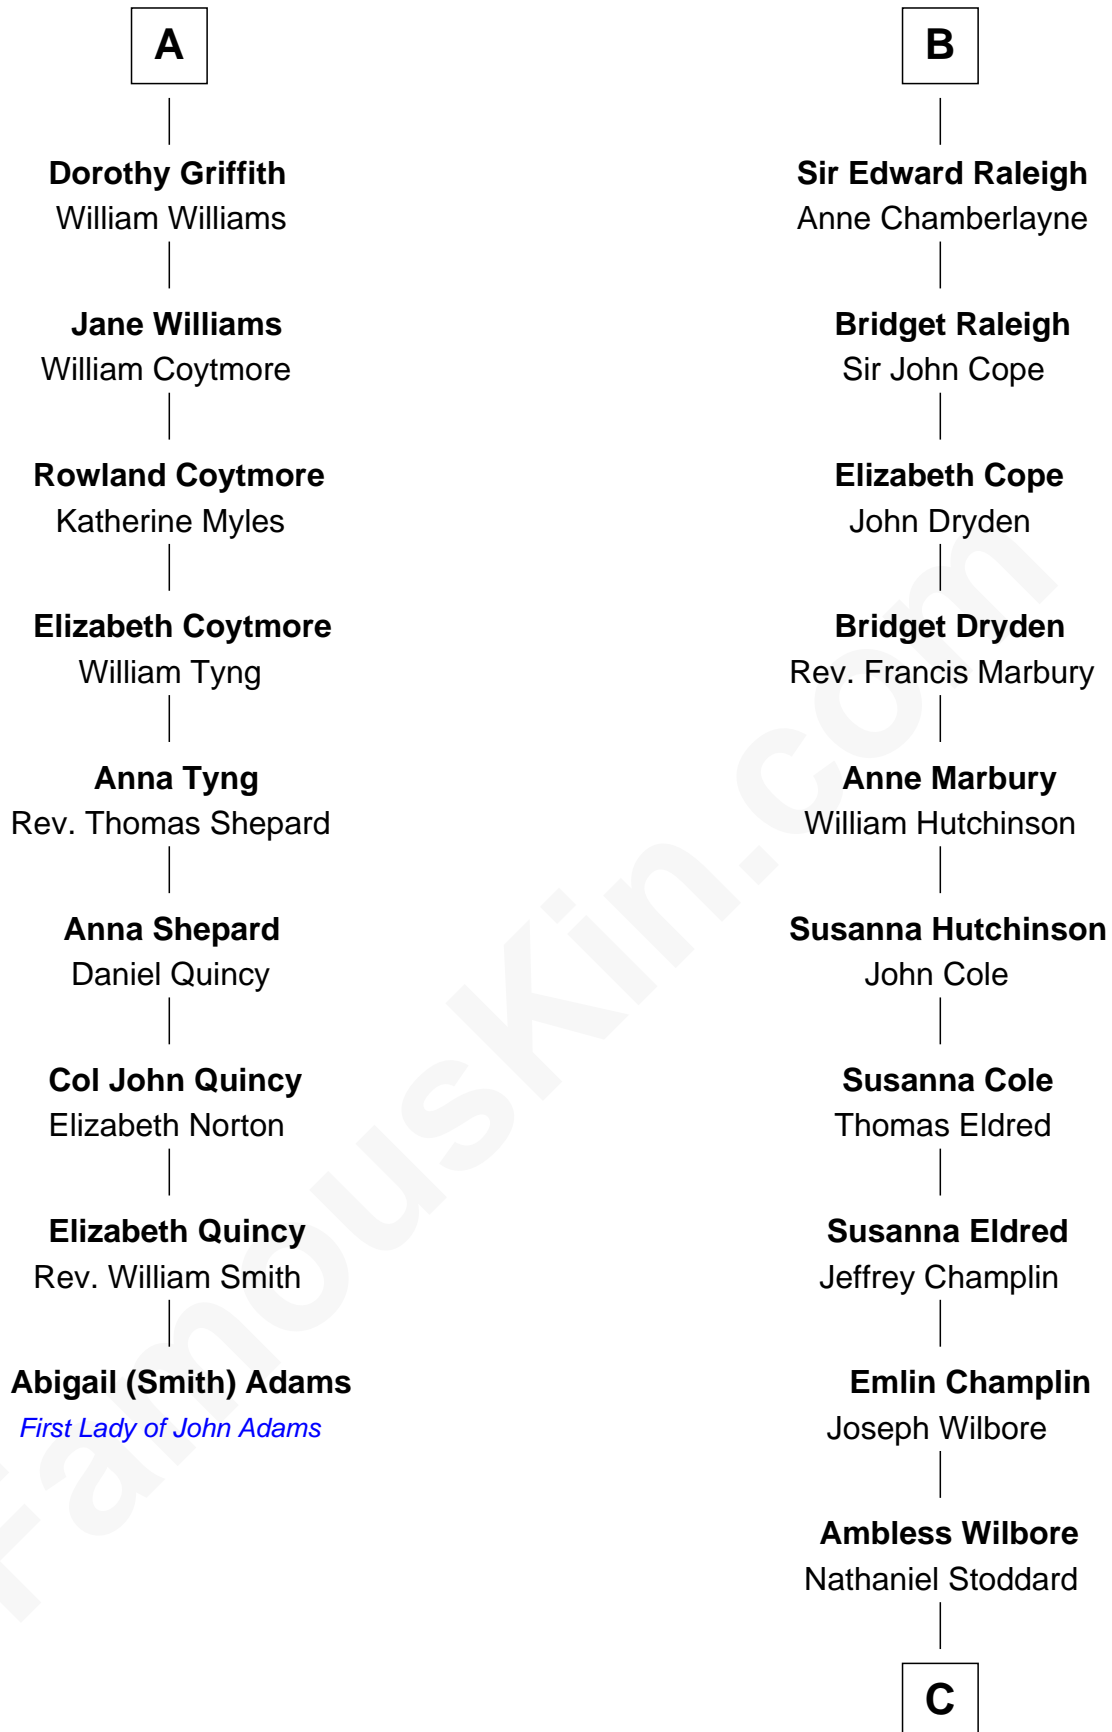 A
Dorothy Griffith
William Williams
Jane Williams
William Coytmore
Rowland Coytmore
Katherine Myles
Elizabeth Coytmore
William Tyng
Anna Tyng
Rev. Thomas Shepard
Anna Shepard
Daniel Quincy
Col John Quincy
Elizabeth Norton
Elizabeth Quincy
Rev. William Smith
Abigail (Smith) Adams
First Lady of John Adams
B
Sir Edward Raleigh
Anne Chamberlayne
Bridget Raleigh
Sir John Cope
Elizabeth Cope
John Dryden
Bridget Dryden
Rev. Francis Marbury
Anne Marbury
William Hutchinson
Susanna Hutchinson
John Cole
Susanna Cole
Thomas Eldred
Susanna Eldred
Jeffrey Champlin
Emlin Champlin
Joseph Wilbore
Ambless Wilbore
Nathaniel Stoddard
C
FamousKin.com